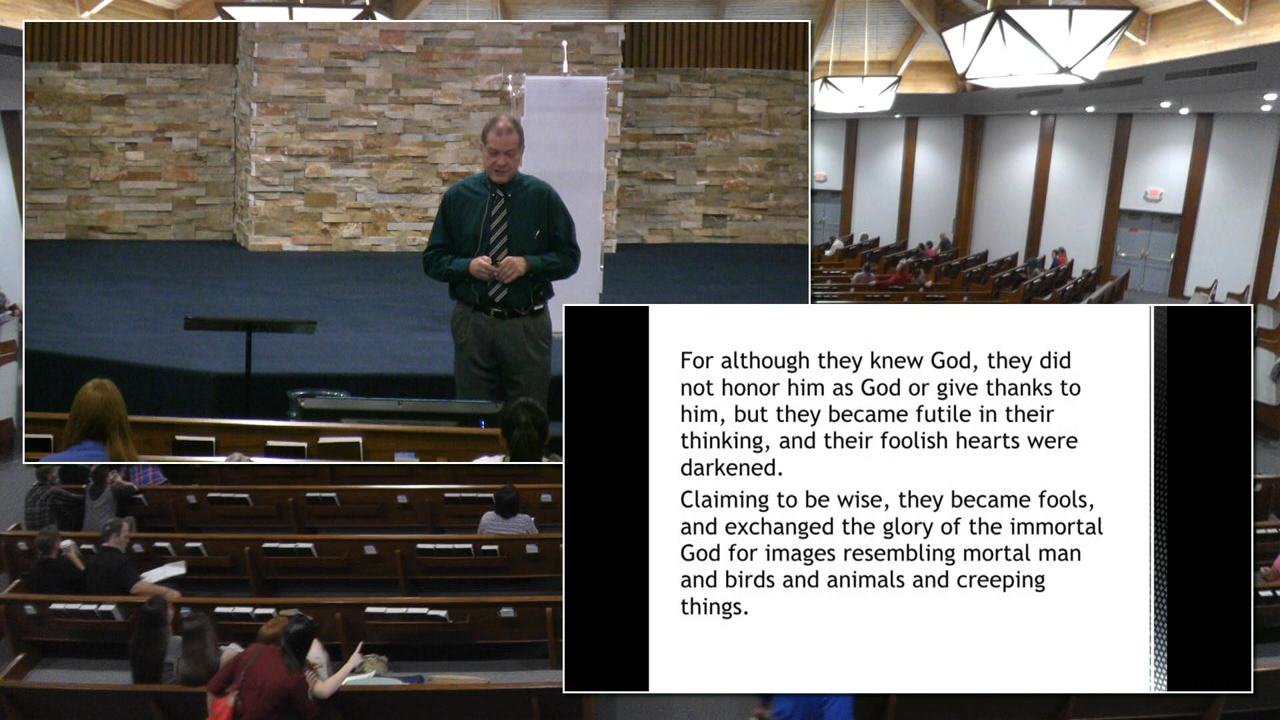 For although they knew God, they did
not honor him as God or give thanks to
him, but they became futile in their
thinking, and their foolish hearts were
darkened.
Claiming to be wise, they became fools,
and exchanged the glory of the immortal
God for images resembling mortal man
and birds and animals and creeping
things.